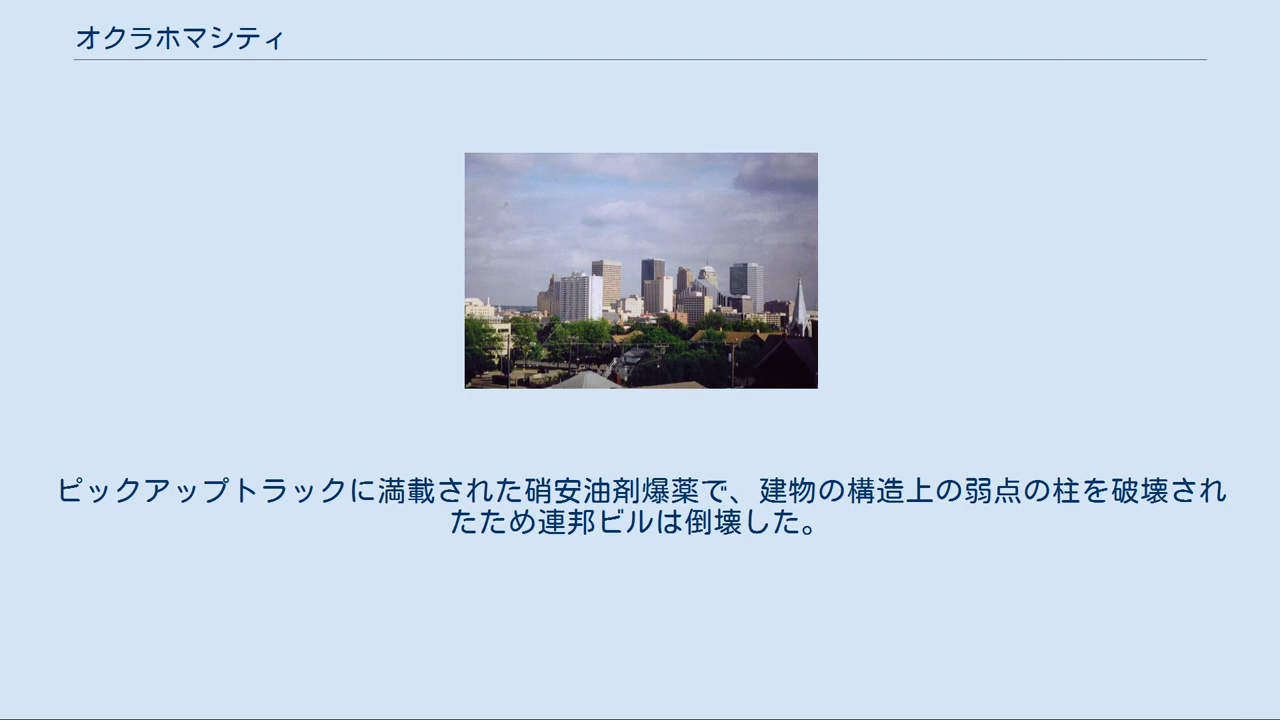 オクラホマシティ
ピックアップトラックに満載された硝安油剤爆薬で、建物の構造上の弱点の柱を破壊され
たため連邦ビルは倒壊した。